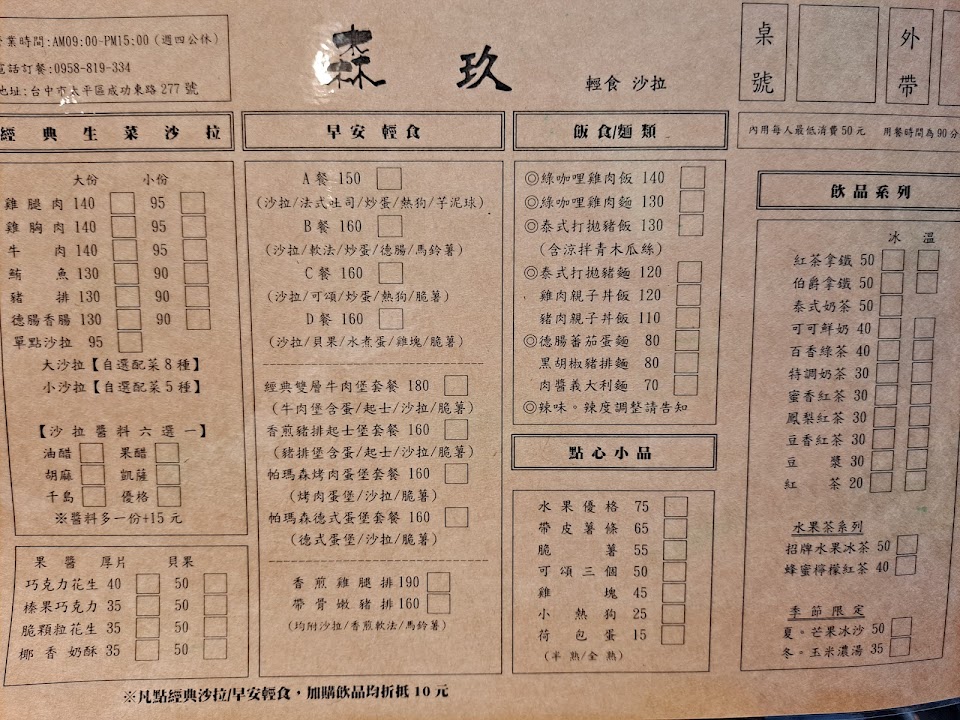 業時間:AM09:00-PM15:00 (週四公休)
電話訂餐:0958-819-334
地址:台中市太平區成功東路277號
森 玖
輕食 沙拉
桌號
外帶
內用每人最低消費50元 用餐時間為90分
經典生菜沙拉
大份 小份
雞腿肉 140 95
雞胸肉 140 95
牛肉 140 95
鮪魚 130 90
豬排 130 90
德腸香腸 130 90
單點沙拉 95
大沙拉【自選配菜8種】
小沙拉【自選配菜5種】
【沙拉醬料六選一】
油醋 果醋
胡麻 凱薩
千島 優格
※醬料多一份+15元
果醬 厚片 貝果
巧克力花生 40 50
榛果巧克力 35 50
脆顆粒花生 35 50
椰香奶酥 35 50
早安輕食
A餐 150
(沙拉/法式吐司/炒蛋/熱狗/芋泥球)
B餐 160
(沙拉/軟法/炒蛋/德腸/馬鈴薯)
C餐 160
(沙拉/可頌/炒蛋/熱狗/脆薯)
D餐 160
(沙拉/貝果/水煮蛋/雞塊/脆薯)
經典雙層牛肉堡套餐 180
(牛肉堡含蛋/起士/沙拉/脆薯)
香煎豬排起士堡套餐 160
(豬排堡含蛋/起士/沙拉/脆薯)
帕瑪森烤肉蛋堡套餐 160
(烤肉蛋堡/沙拉/脆薯)
帕瑪森德式蛋堡套餐 160
(德式蛋堡/沙拉/脆薯)
香煎雞腿排190
帶骨嫩豬排160
(均附沙拉/香煎軟法/馬鈴薯)
飯食/麵類
◎綠咖哩雞肉飯 140
◎綠咖哩雞肉麵 130
◎泰式打拋豬飯 130
(含涼拌青木瓜絲)
◎泰式打拋豬麵 120
雞肉親子丼飯 120
豬肉親子丼飯 110
◎德腸蕃茄蛋麵 80
黑胡椒豬排麵 80
肉醬義大利麵 70
◎辣味。辣度調整請告知
點心小品
水果優格 75
帶皮薯條 65
脆薯 55
可頌三個 50
雞塊 45
小熱狗 25
荷包蛋 15
(半熟/全熟)
飲品系列
冰 溫
紅茶拿鐵 50
伯爵拿鐵 50
泰式奶茶 50
可可鮮奶 40
百香綠茶 40
特調奶茶 30
蜜香紅茶 30
鳳梨紅茶 30
豆香紅茶 30
豆漿 30
紅茶 20
水果茶系列
招牌水果冰茶 50
蜂蜜檸檬紅茶 40
季節限定
夏。芒果冰沙 50
冬。玉米濃湯 35
※凡點經典沙拉/早安輕食，加購飲品均折抵10元